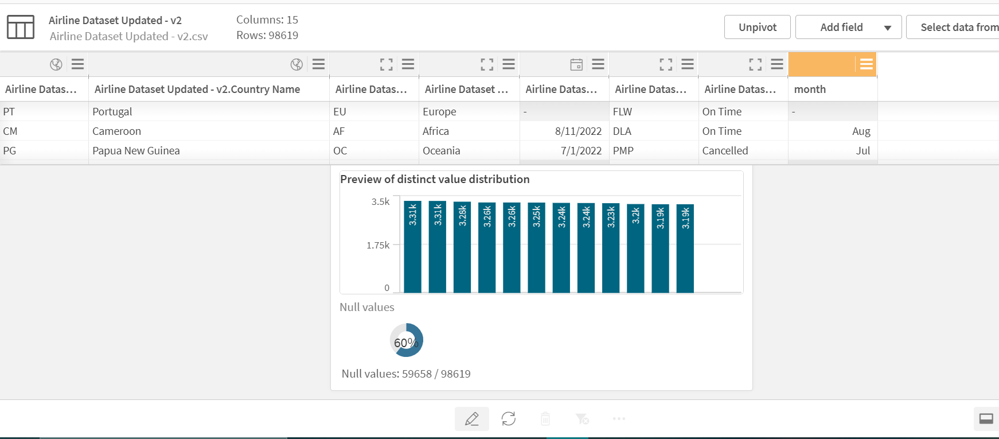 Airline Dataset Updated - v2
Airline Dataset Updated - v2.csv
Columns: 15
Rows: 98619
Unpivot
Add field
Select data from
Airline Datas... Airline Dataset Updated - v2.Country Name Airline Datas... Airline Dataset ... Airline Datas... Airline Datas... Airline Datas... month
PT Portugal EU Europe - FLW On Time -
CM Cameroon AF Africa 8/11/2022 DLA On Time Aug
PG Papua New Guinea OC Oceania 7/1/2022 PMP Cancelled Jul
Preview of distinct value distribution
3.5k
1.75k
0
3.31k 3.31k 3.28k 3.26k 3.26k 3.25k 3.24k 3.24k 3.23k 3.2k 3.19k 3.19k
Null values
60%
Null values: 59658 / 98619